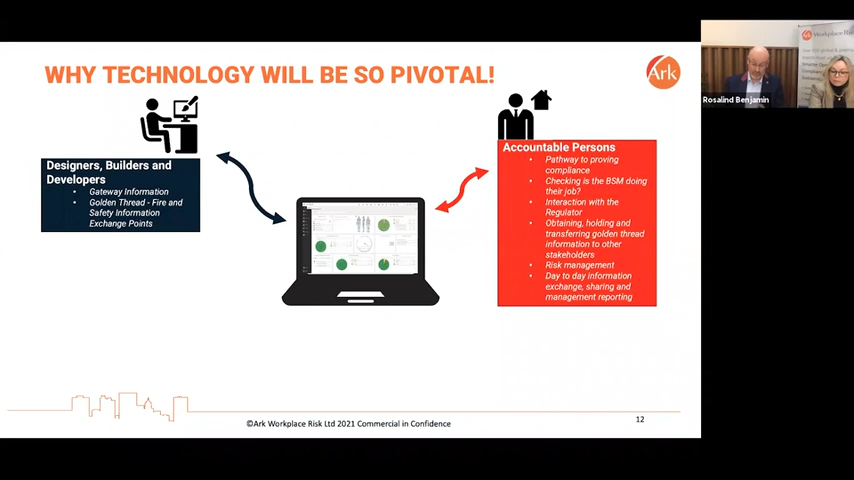 WHY TECHNOLOGY WILL BE SO PIVOTAL!
Ark
Designers, Builders and
Developers
• Gateway Information
• Golden Thread - Fire and
Safety Information
Exchange Points
Accountable Persons
• Pathway to proving
compliance
• Checking is the BSM doing
their job?
• Interaction with the
Regulator
• Obtaining, holding and
transferring golden thread
information to other
stakeholders
• Risk management
• Day to day information
exchange, sharing and
management reporting
©Ark Workplace Risk Ltd 2021 Commercial in Confidence
12
Ark Workplace Risk
Rosalind Benjamin